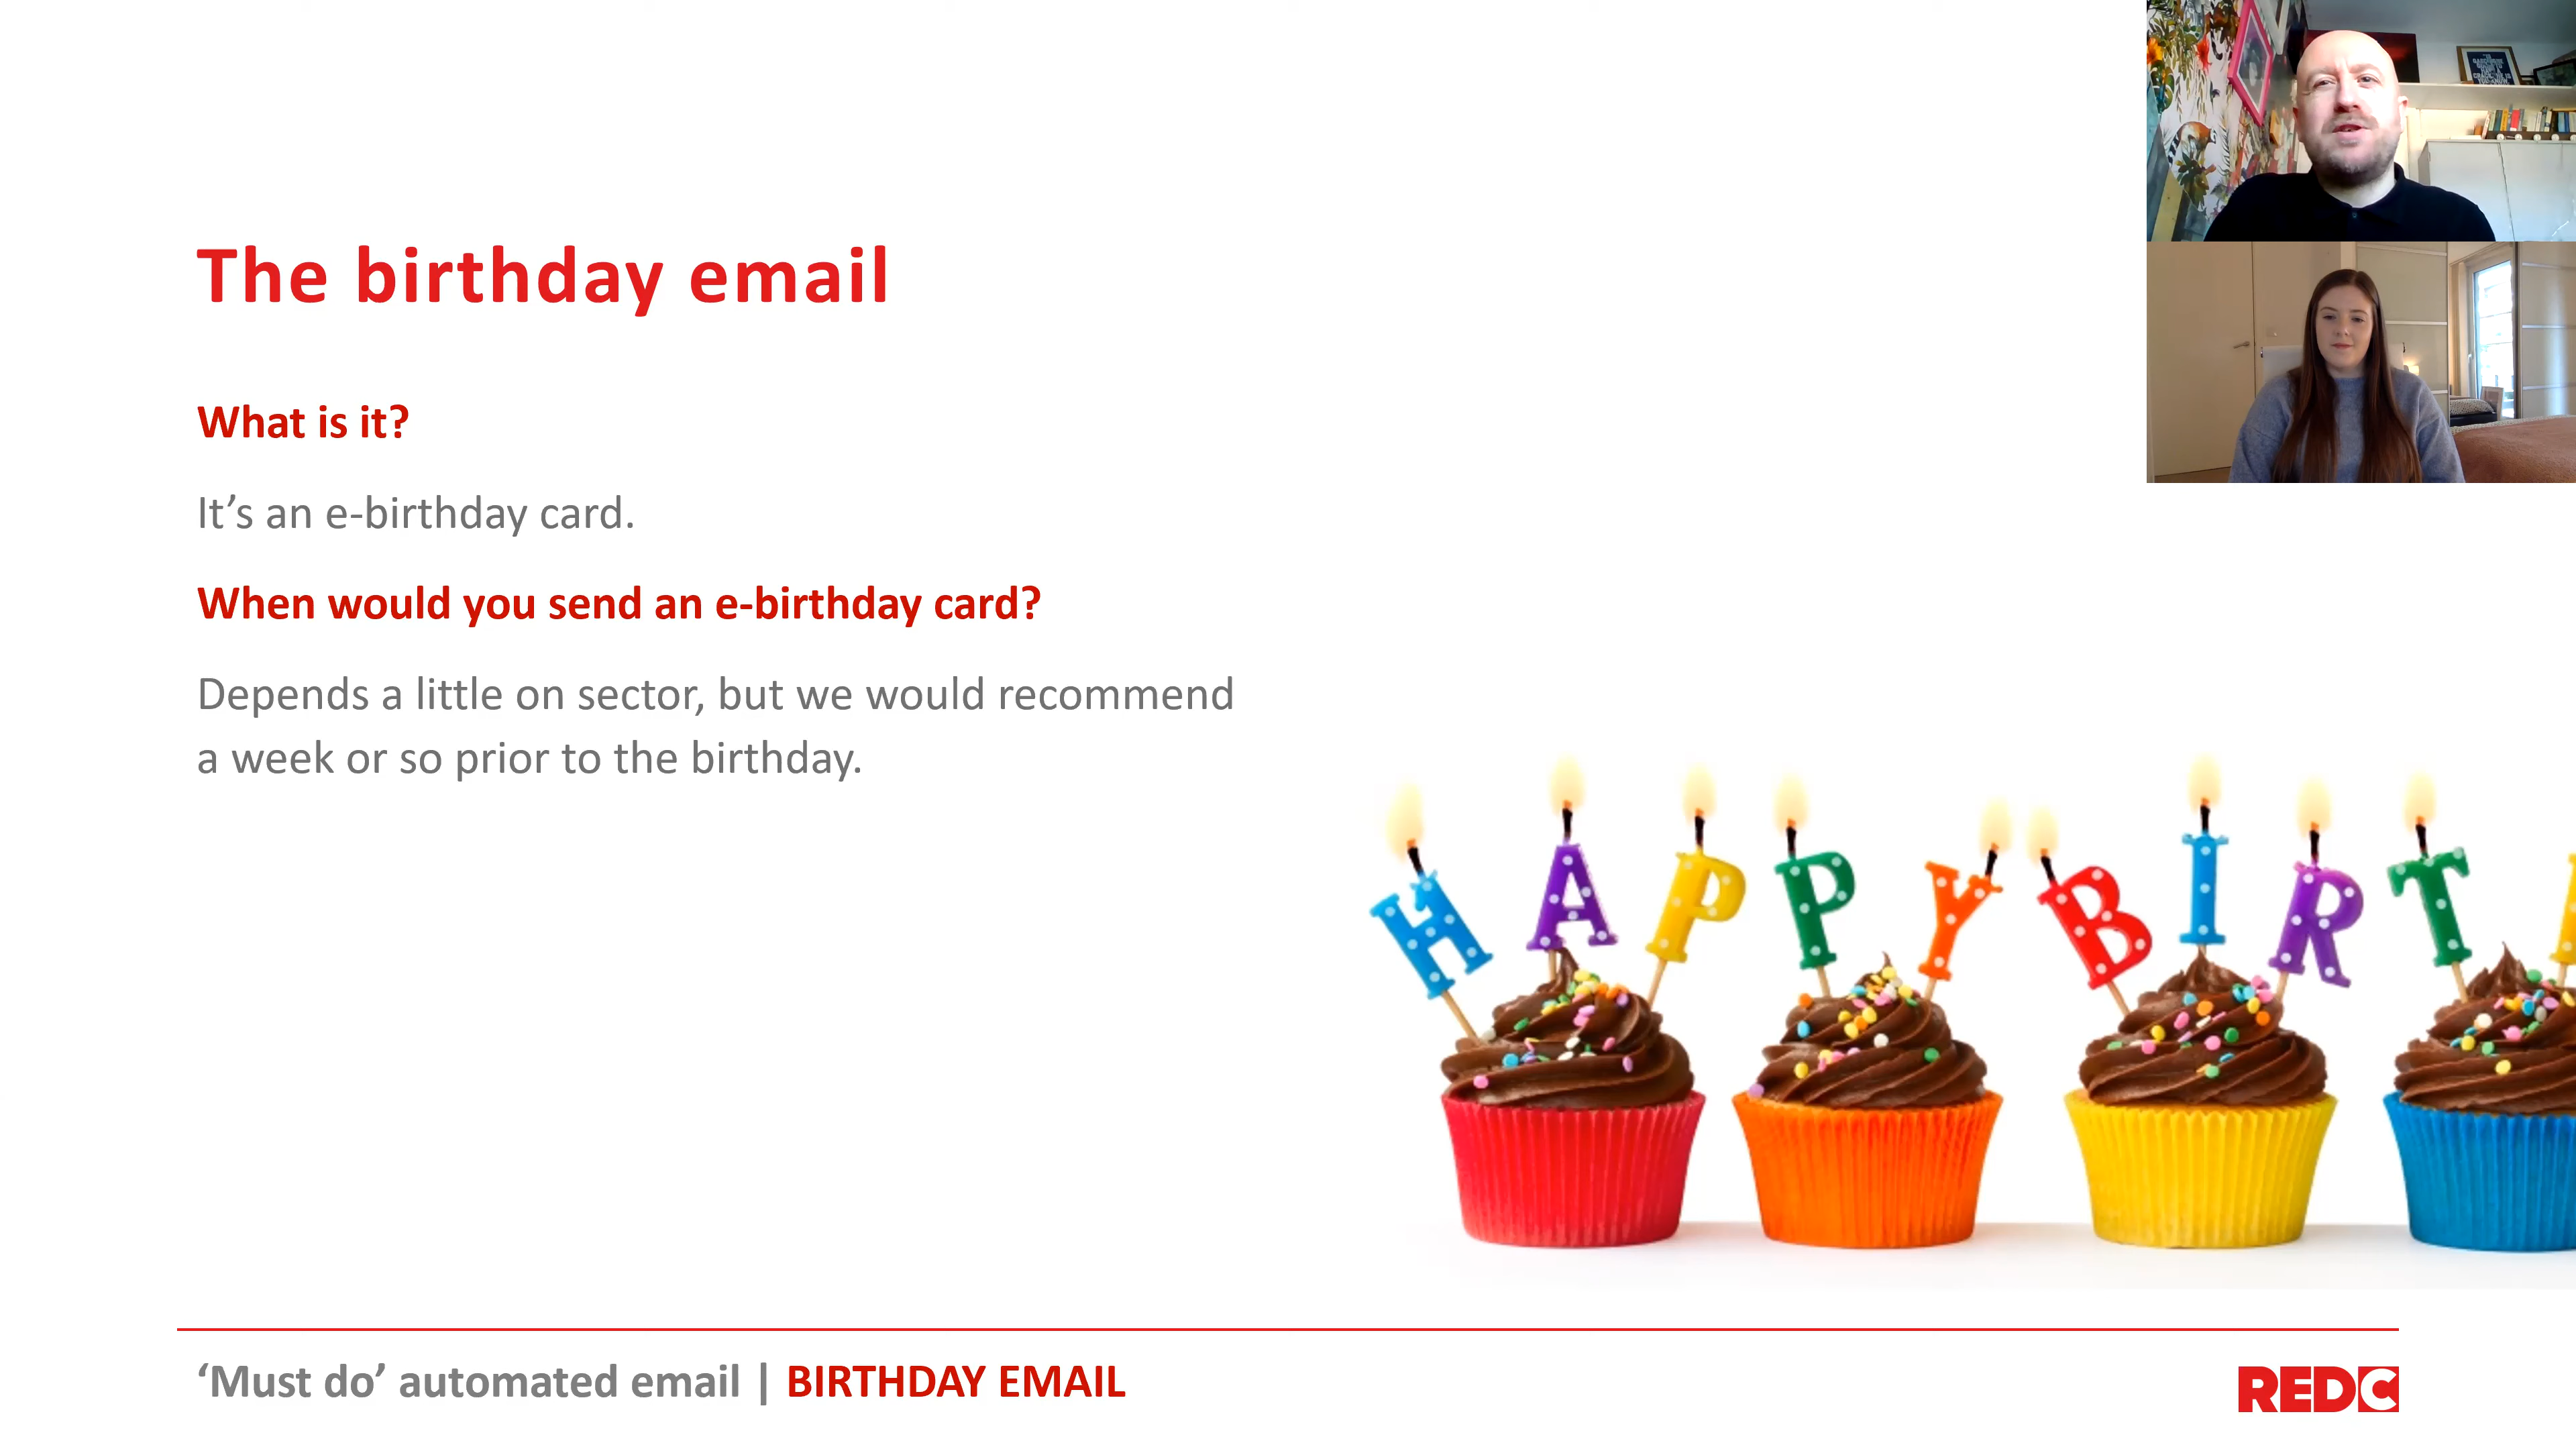 The birthday email
What is it?
It’s an e-birthday card.
When would you send an e-birthday card?
Depends a little on sector, but we would recommend
a week or so prior to the birthday.
HAPPY BIRT
‘Must do’ automated email | BIRTHDAY EMAIL
REDC